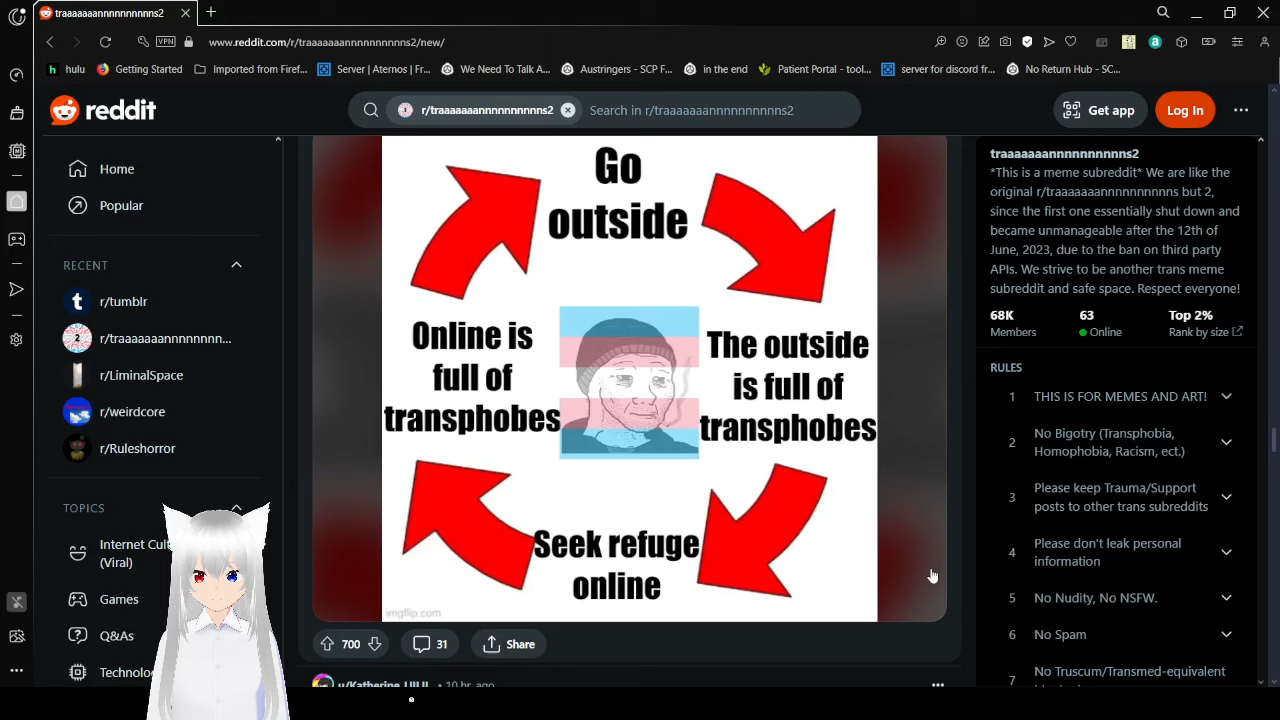 traaaaaaannnnnnnnnns2
www.reddit.com/r/traaaaaaannnnnnnnnns2/new/
VPN
hulu
Getting Started
Imported from Firef...
Server | Aternos | Fr...
We Need To Talk A...
Austringers - SCP F...
in the end
Patient Portal - tool...
server for discord fr...
No Return Hub - SC...
reddit
r/traaaaaaannnnnnnnnns2
Search in r/traaaaaaannnnnnnnnns2
Get app
Log In
Home
Popular
RECENT
r/tumblr
r/traaaaaaannnnnnnn...
r/LiminalSpace
r/weirdcore
r/Ruleshorror
TOPICS
Internet Cul
(Viral)
Games
Q&As
Technolo
Go
outside
The outside
is full of
transphobes
Seek refuge
online
Online is
full of
transphobes
imgflip.com
700
31
Share
10 hr. ago
traaaaaaannnnnnnnnns2
*This is a meme subreddit* We are like the
original r/traaaaaaannnnnnnnnns but 2,
since the first one essentially shut down and
became unmanageable after the 12th of
June, 2023, due to the ban on third party
APIs. We strive to be another trans meme
subreddit and safe space. Respect everyone!
68K
Members
63
Online
Top 2%
Rank by size
RULES
1 THIS IS FOR MEMES AND ART!
2 No Bigotry (Transphobia,
Homophobia, Racism, ect.)
3 Please keep Trauma/Support
posts to other trans subreddits
4 Please don't leak personal
information
5 No Nudity, No NSFW.
6 No Spam
7 No Truscum/Transmed-equivalent